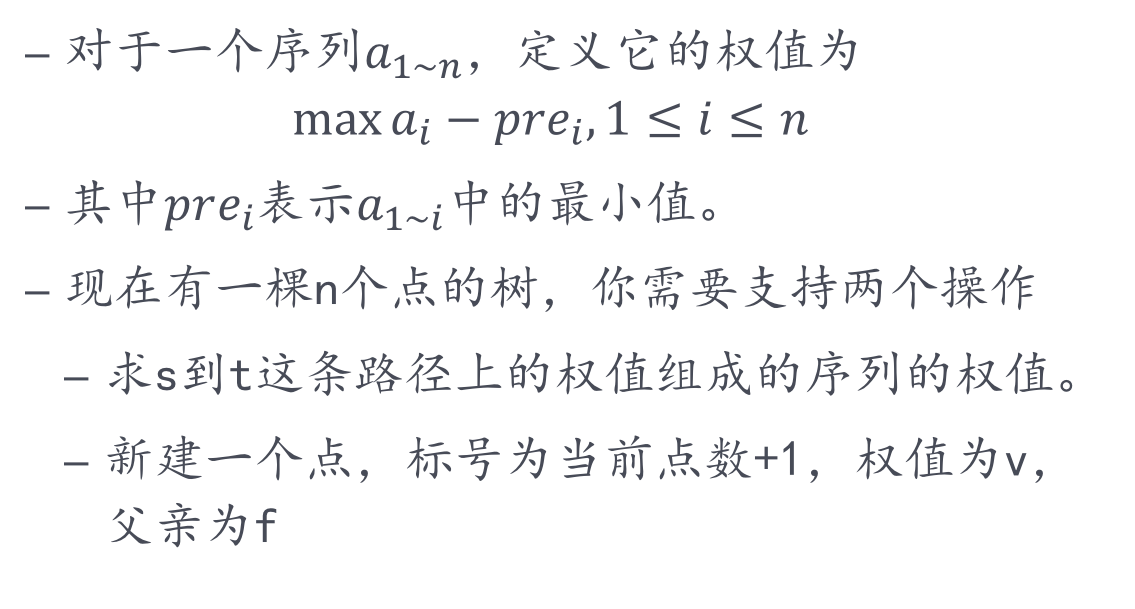 – 对于一个序列a₁~ₙ，定义它的权值为
max aᵢ − preᵢ, 1 ≤ i ≤ n
– 其中preᵢ表示a₁~ᵢ中的最小值。
– 现在有一棵n个点的树，你需要支持两个操作
– 求s到t这条路径上的权值组成的序列的权值。
– 新建一个点，标号为当前点数+1，权值为v，
父亲为f